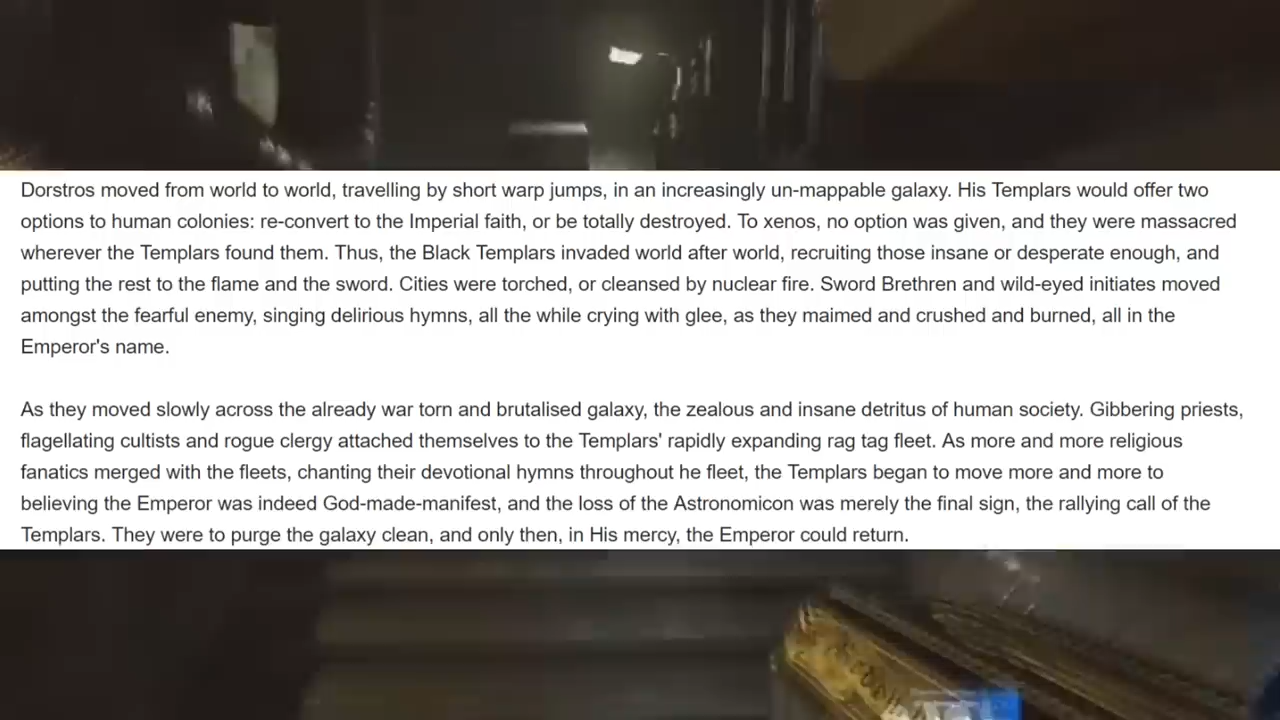 Dorstros moved from world to world, travelling by short warp jumps, in an increasingly un-mappable galaxy. His Templars would offer two
options to human colonies: re-convert to the Imperial faith, or be totally destroyed. To xenos, no option was given, and they were massacred
wherever the Templars found them. Thus, the Black Templars invaded world after world, recruiting those insane or desperate enough, and
putting the rest to the flame and the sword. Cities were torched, or cleansed by nuclear fire. Sword Brethren and wild-eyed initiates moved
amongst the fearful enemy, singing delirious hymns, all the while crying with glee, as they maimed and crushed and burned, all in the
Emperor's name.
As they moved slowly across the already war torn and brutalised galaxy, the zealous and insane detritus of human society. Gibbering priests,
flagellating cultists and rogue clergy attached themselves to the Templars' rapidly expanding rag tag fleet. As more and more religious
fanatics merged with the fleets, chanting their devotional hymns throughout he fleet, the Templars began to move more and more to
believing the Emperor was indeed God-made-manifest, and the loss of the Astronomicon was merely the final sign, the rallying call of the
Templars. They were to purge the galaxy clean, and only then, in His mercy, the Emperor could return.